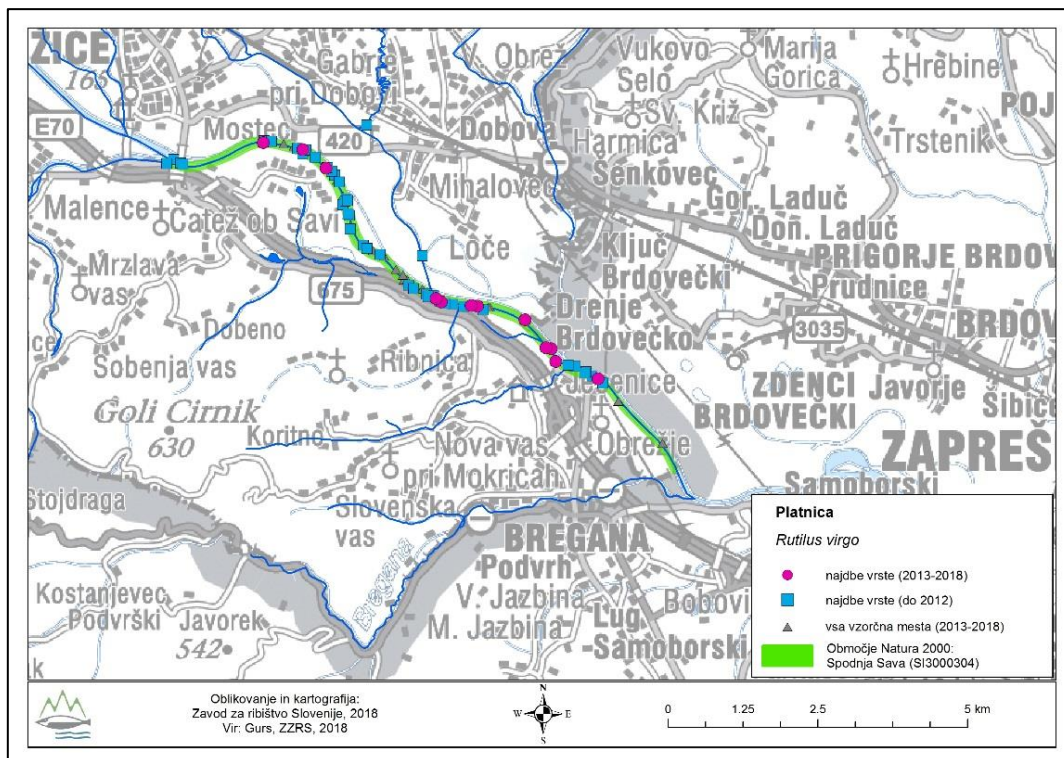 ŽICE
165
Gabrje
pri Dobovi
V. Obrež
Vukovo
Selo
Marija
Gorica
Hrebine
Sv. Križ
POJ
E70
Mostec
420
Dobova
Harmica
Trstenik
Mihalovec
Šenkovec
Gor. Laduč
Don. Laduč
Malence
Čatež ob Savi
Loče
Ključ
Brdovečki
PRIGORJE BRDOV
Prudnice
Mrzlava
vas
675
Drenje
Brdovečko
3035
BRDOV
Dobeno
Sobenja vas
Ribnica
Jesenice
ZDENCI
BRDOVEČKI
Javorje
Šibic
Goli Cirnik
630
Koritno
Obrežje
ZAPREŠ
Nova vas
pri Mokricah
Stojdraga
Slovenska
vas
Samoborski
BREGANA
Podvrh
Bregana
Kostanjevec
Podvrški
Javorek
542
V. Jazbina
M. Jazbina
Lug
Samoborski
Bobovi
Platnica
Rutilus virgo
najdbe vrste (2013-2018)
najdbe vrste (do 2012)
vsa vzorčna mesta (2013-2018)
Območje Natura 2000:
Spodnja Sava (SI3000304)
Oblikovanje in kartografija:
Zavod za ribištvo Slovenije, 2018
Vir: Gurs, ZZRS, 2018
N
W E
S
0 1.25 2.5 5 km